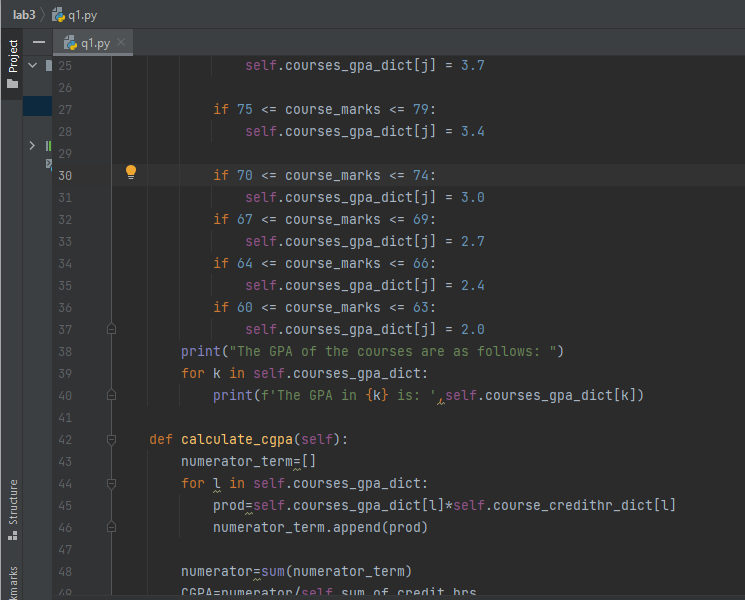 lab3 q1.py
Project
q1.py
25 self.courses_gpa_dict[j] = 3.7
26
27 if 75 <= course_marks <= 79:
28 self.courses_gpa_dict[j] = 3.4
29
30 if 70 <= course_marks <= 74:
31 self.courses_gpa_dict[j] = 3.0
32 if 67 <= course_marks <= 69:
33 self.courses_gpa_dict[j] = 2.7
34 if 64 <= course_marks <= 66:
35 self.courses_gpa_dict[j] = 2.4
36 if 60 <= course_marks <= 63:
37 self.courses_gpa_dict[j] = 2.0
38 print("The GPA of the courses are as follows: ")
39 for k in self.courses_gpa_dict:
40 print(f'The GPA in {k} is: ',self.courses_gpa_dict[k])
41
42 def calculate_cgpa(self):
43 numerator_term=[]
44 for l in self.courses_gpa_dict:
45 prod=self.courses_gpa_dict[l]*self.course_credithr_dict[l]
46 numerator_term.append(prod)
47
48 numerator=sum(numerator_term)
49 CGPA=numerator/self.sum_of_credit_hrs
Structure
kmarks